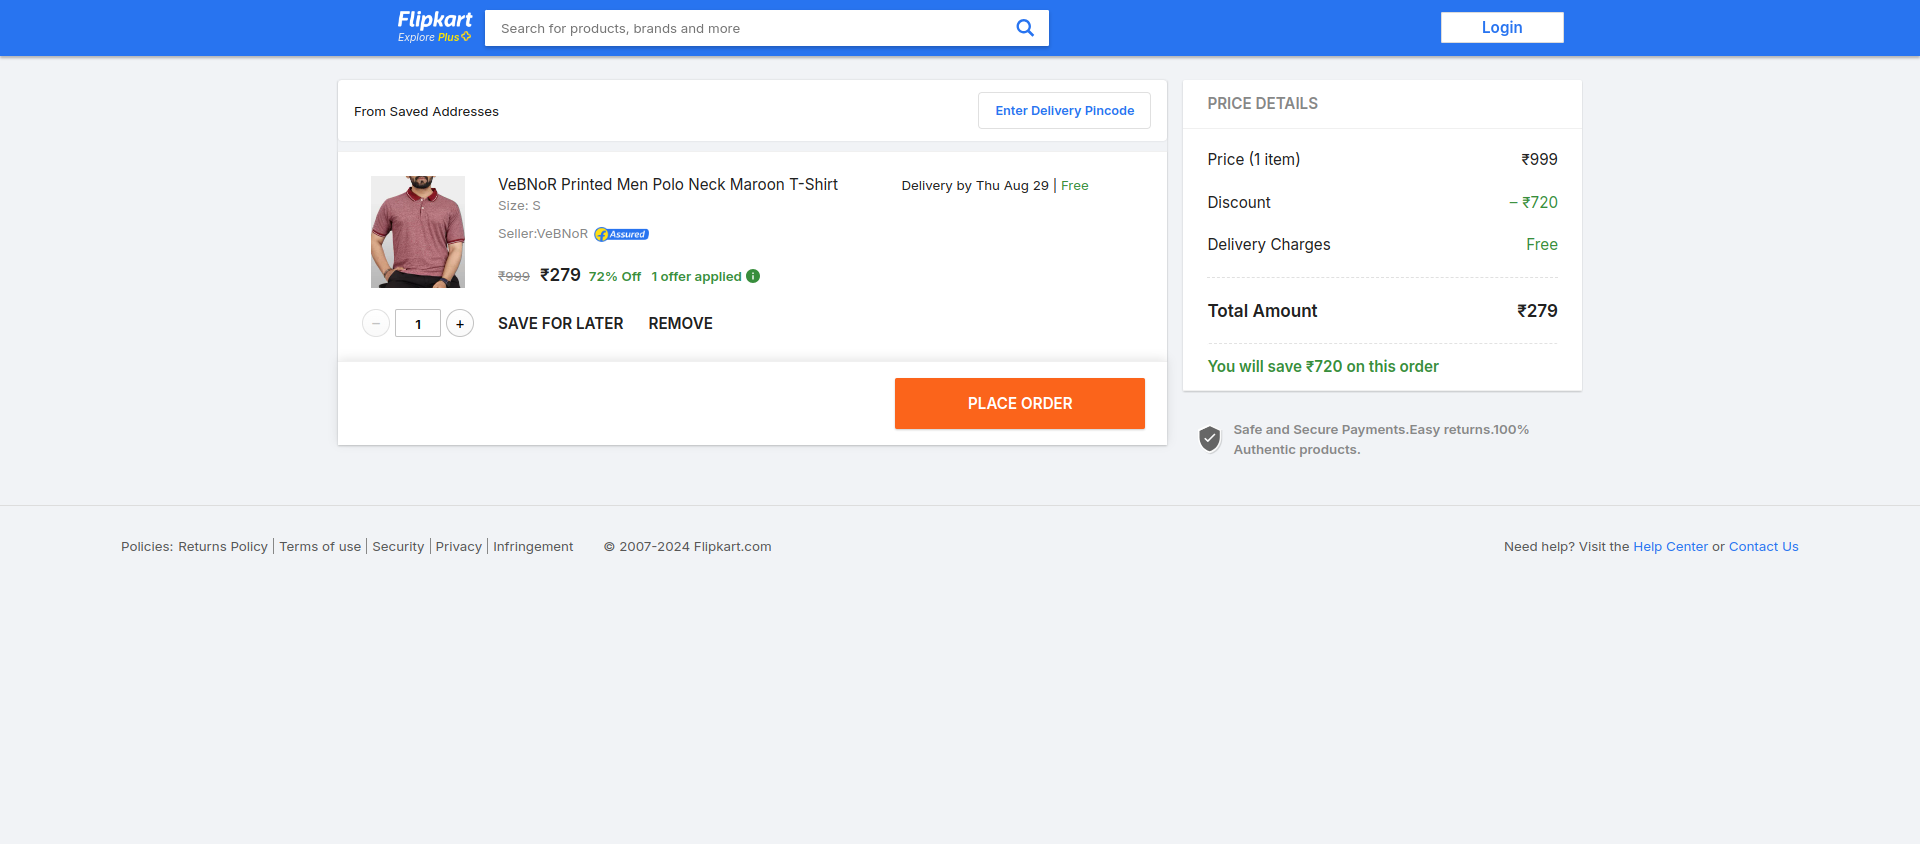 Flipkart
Explore Plus
Search for products, brands and more
Login
From Saved Addresses
Enter Delivery Pincode
VeBNoR Printed Men Polo Neck Maroon T-Shirt
Size: S
Seller:VeBNoR
Assured
Delivery by Thu Aug 29 | Free
₹999 ₹279 72% Off 1 offer applied
1
SAVE FOR LATER REMOVE
PLACE ORDER
PRICE DETAILS
Price (1 item) ₹999
Discount − ₹720
Delivery Charges Free
Total Amount ₹279
You will save ₹720 on this order
Safe and Secure Payments.Easy returns.100%
Authentic products.
Policies: Returns Policy | Terms of use | Security | Privacy | Infringement © 2007-2024 Flipkart.com
Need help? Visit the Help Center or Contact Us